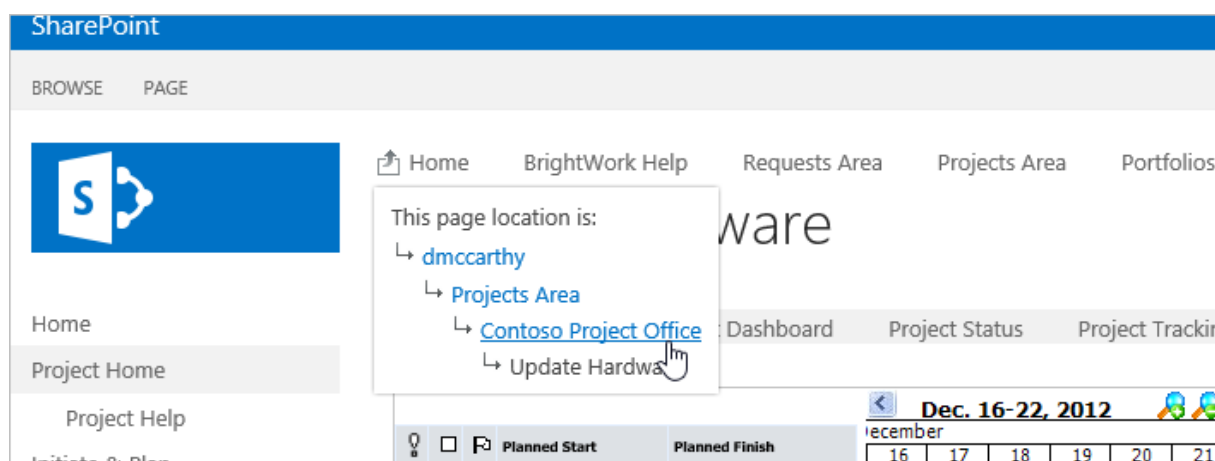 SharePoint
BROWSE PAGE
S
Home BrightWork Help Requests Area Projects Area Portfolios
This page location is:
ware
dmccarthy
Projects Area
Contoso Project Office
Update Hardwa
Home
Project Home
Project Help
Dashboard Project Status Project Trackin
Dec. 16-22, 2012
ecember
Planned Start Planned Finish
16 17 18 19 20 21
Initiate & Plan